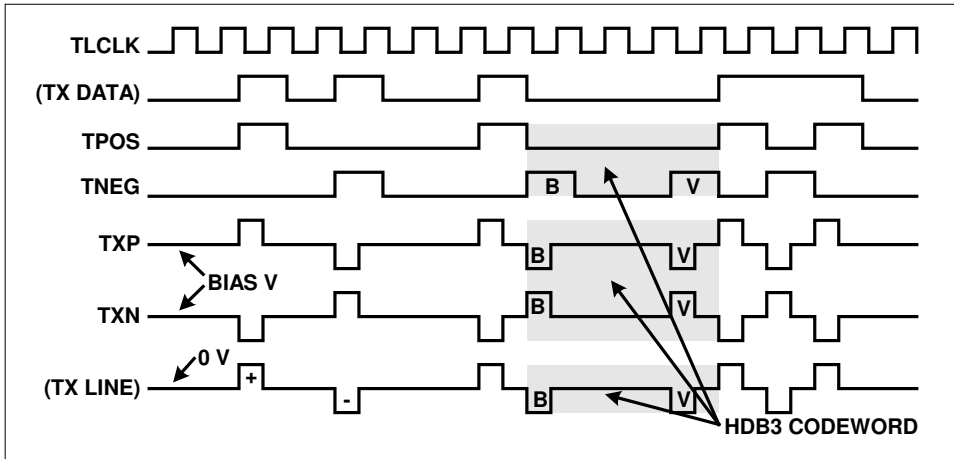 TLCLK
(TX DATA)
TPOS
TNEG
B
V
TXP
B
V
BIAS V
TXN
B
V
0 V
(TX LINE)
+
-
B
V
HDB3 CODEWORD